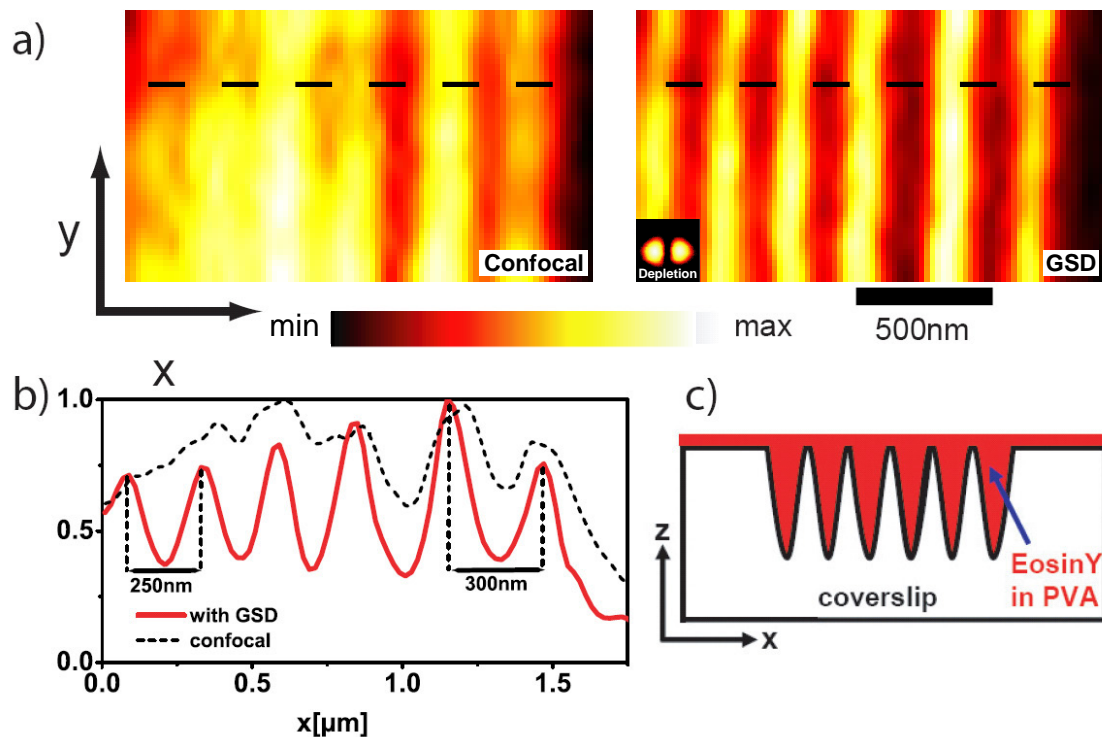 a)
y
x
Confocal
Depletion
GSD
min
max
500nm
b)
1.0
0.5
0.0
250nm
300nm
with GSD
confocal
0.0
0.5
1.0
1.5
x[µm]
c)
z
x
coverslip
EosinY
in PVA